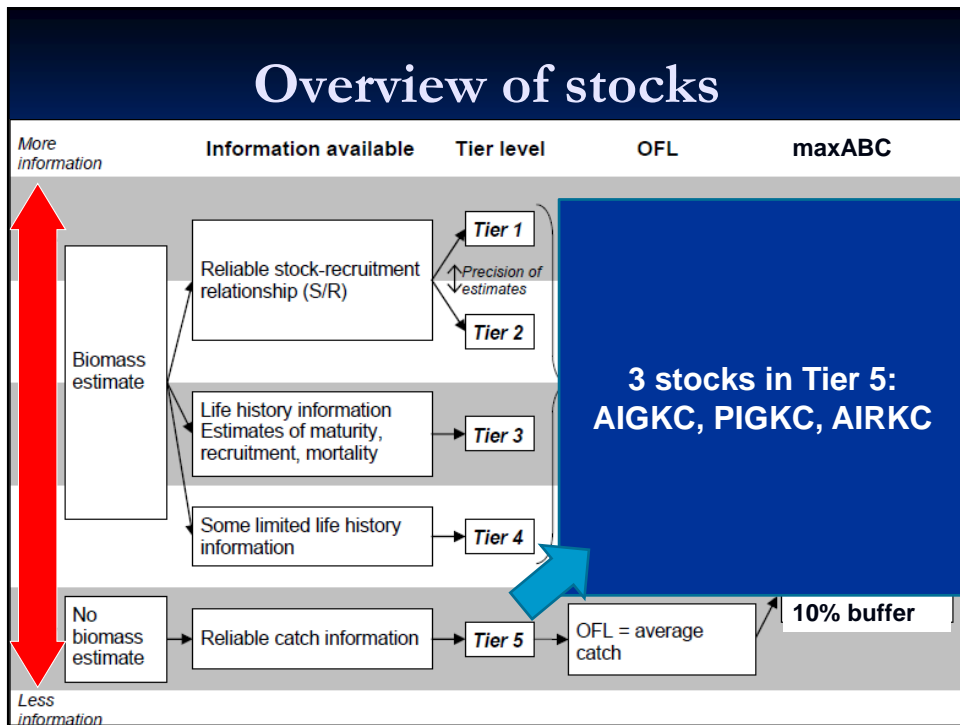 Overview of stocks
More
information
Information available
Tier level
OFL
maxABC
Biomass
estimate
Reliable stock-recruitment
relationship (S/R)
Tier 1
Precision of
estimates
Tier 2
Life history information
Estimates of maturity,
recruitment, mortality
Tier 3
Some limited life history
information
Tier 4
3 stocks in Tier 5:
AIGKC, PIGKC, AIRKC
No
biomass
estimate
Reliable catch information
Tier 5
OFL = average
catch
10% buffer
Less
information